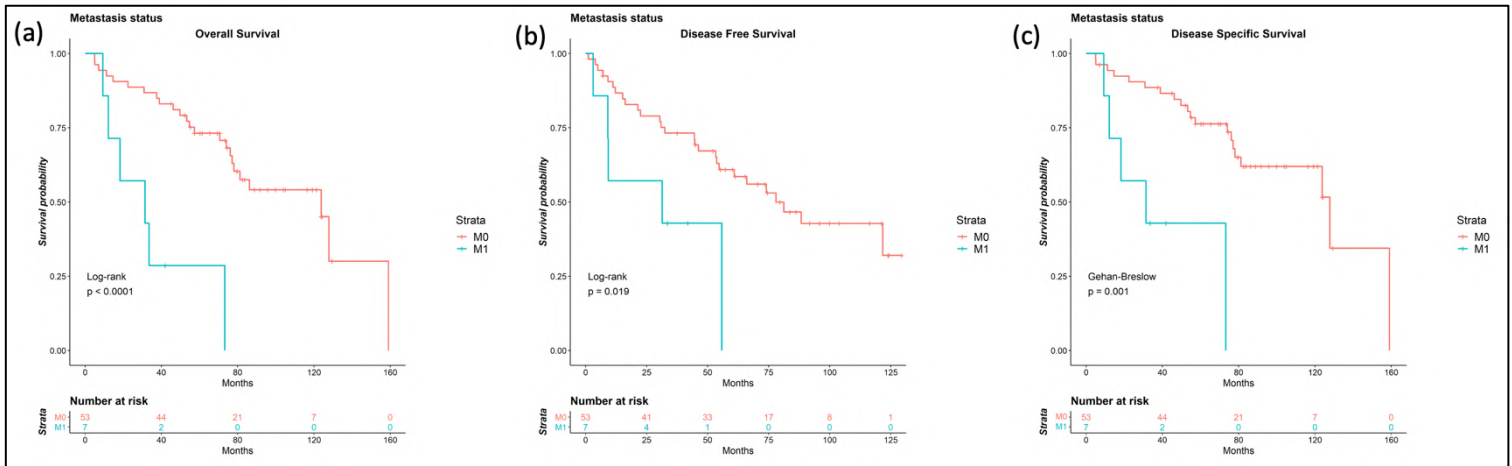 (a)
Metastasis status
Overall Survival
1.00
0.75
0.50
0.25
0.00
Survival probability
Log-rank
p < 0.0001
0 40 80 120 160
Months
Strata
M0
M1
Number at risk
Strata
M0 53 44 21 7 0
M1 7 2 0 0 0
0 40 80 120 160
Months
(b)
Metastasis status
Disease Free Survival
1.00
0.75
0.50
0.25
0.00
Survival probability
Log-rank
p = 0.019
0 25 50 75 100 125
Months
Strata
M0
M1
Number at risk
Strata
M0 53 41 33 17 8 1
M1 7 4 1 0 0 0
0 25 50 75 100 125
Months
(c)
Metastasis status
Disease Specific Survival
1.00
0.75
0.50
0.25
0.00
Survival probability
Gehan-Breslow
p = 0.001
0 40 80 120 160
Months
Strata
M0
M1
Number at risk
Strata
M0 53 44 21 7 0
M1 7 2 0 0 0
0 40 80 120 160
Months